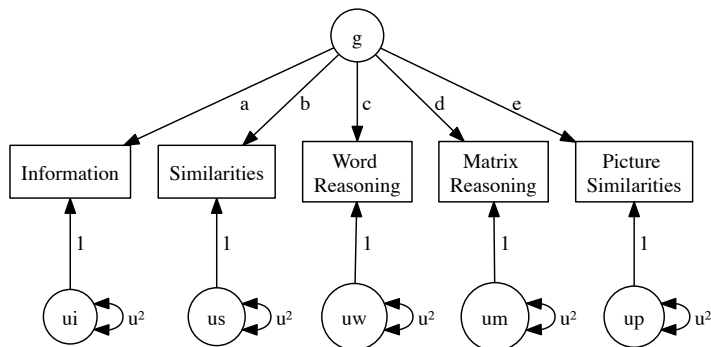 g
a b c d e
Information
Similarities
Word
Reasoning
Matrix
Reasoning
Picture
Similarities
1 1 1 1 1
ui u²
us u²
uw u²
um u²
up u²